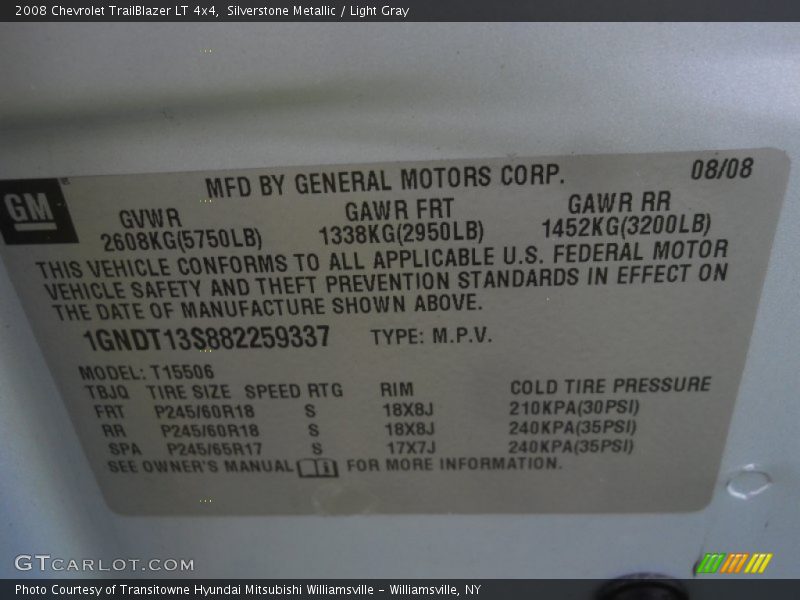 2008 Chevrolet TrailBlazer LT 4x4, Silverstone Metallic / Light Gray
MFD BY GENERAL MOTORS CORP. 08/08
GM
GVWR GAWR FRT GAWR RR
2608KG(5750LB) 1338KG(2950LB) 1452KG(3200LB)
THIS VEHICLE CONFORMS TO ALL APPLICABLE U.S. FEDERAL MOTOR
VEHICLE SAFETY AND THEFT PREVENTION STANDARDS IN EFFECT ON
THE DATE OF MANUFACTURE SHOWN ABOVE.
1GNDT13S882259337 TYPE: M.P.V.
MODEL: T15506
TBJQ TIRE SIZE SPEED RTG RIM COLD TIRE PRESSURE
FRT P245/60R18 S 18X8J 210KPA(30PSI)
RR P245/60R18 S 18X8J 240KPA(35PSI)
SPA P245/65R17 S 17X7J 240KPA(35PSI)
SEE OWNER'S MANUAL FOR MORE INFORMATION.
GTCARLOT.COM
Photo Courtesy of Transitowne Hyundai Mitsubishi Williamsville - Williamsville, NY